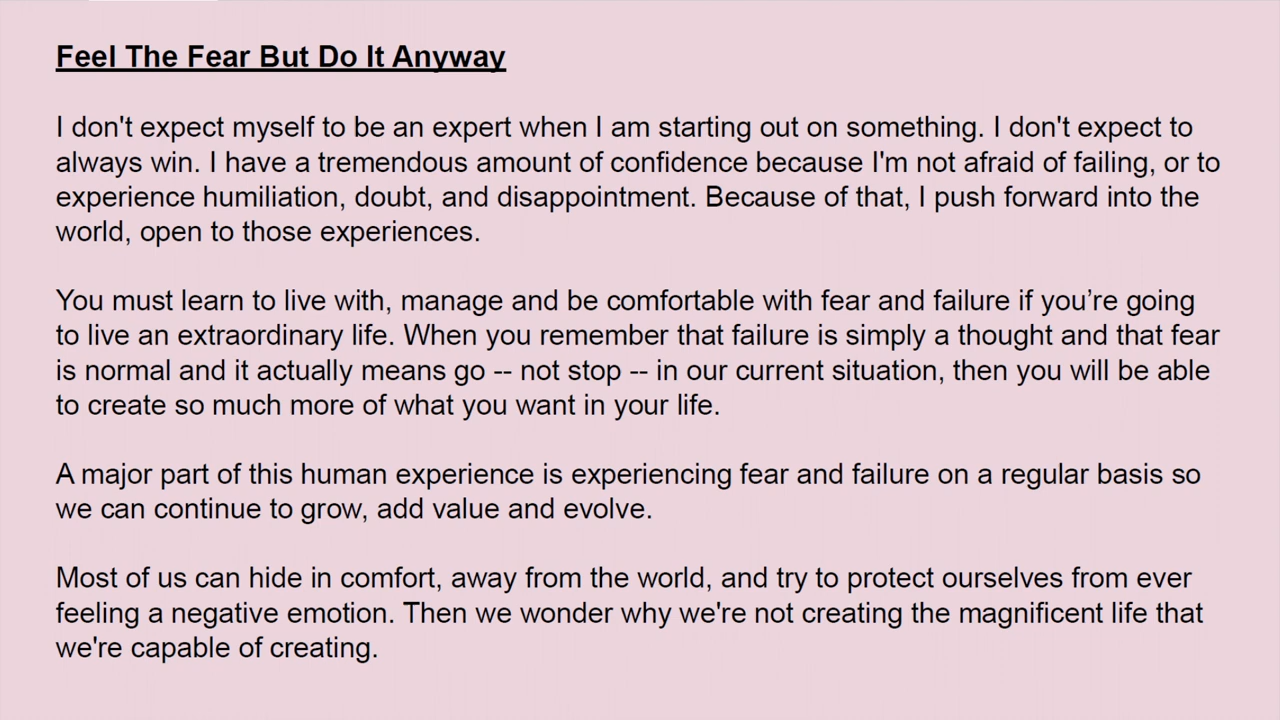 Feel The Fear But Do It Anyway
I don't expect myself to be an expert when I am starting out on something. I don't expect to
always win. I have a tremendous amount of confidence because I'm not afraid of failing, or to
experience humiliation, doubt, and disappointment. Because of that, I push forward into the
world, open to those experiences.
You must learn to live with, manage and be comfortable with fear and failure if you’re going
to live an extraordinary life. When you remember that failure is simply a thought and that fear
is normal and it actually means go -- not stop -- in our current situation, then you will be able
to create so much more of what you want in your life.
A major part of this human experience is experiencing fear and failure on a regular basis so
we can continue to grow, add value and evolve.
Most of us can hide in comfort, away from the world, and try to protect ourselves from ever
feeling a negative emotion. Then we wonder why we're not creating the magnificent life that
we're capable of creating.